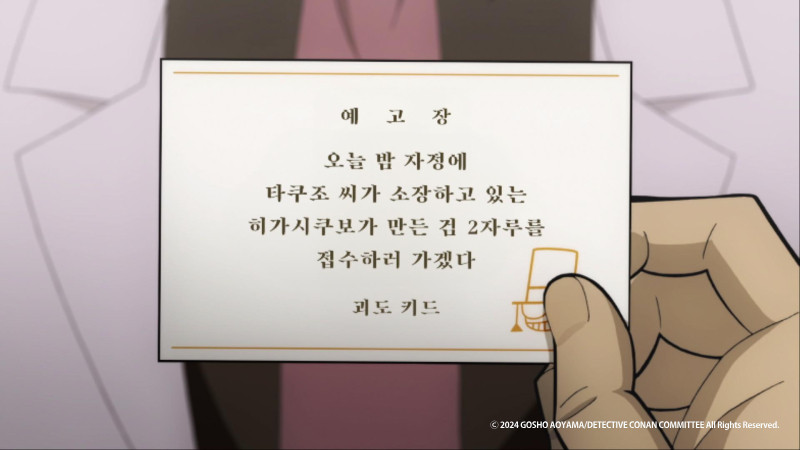 예 고 장
오늘 밤 자정에
타쿠조 씨가 소장하고 있는
히가시쿠보가 만든 검 2자루를
접수하러 가겠다
괴도 키드
ⓒ 2024 GOSHO AOYAMA/DETECTIVE CONAN COMMITTEE All Rights Reserved.